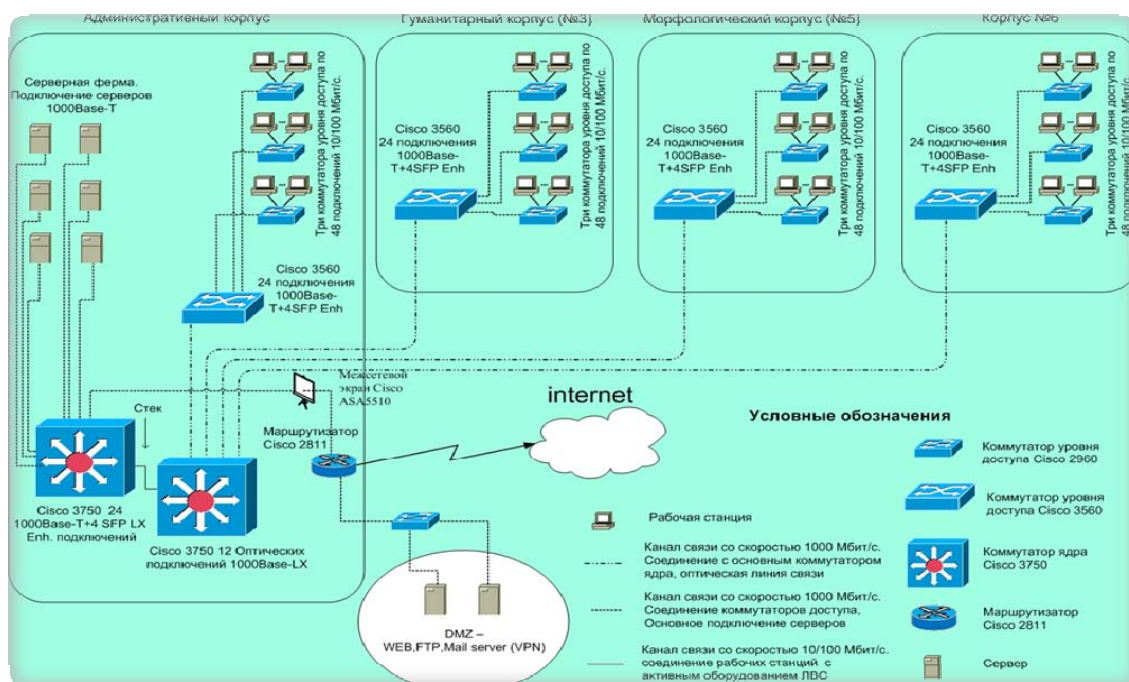 Административный корпус
Гуманитарный корпус (№3)
Морфологический корпус (№5)
Корпус №6
Серверная ферма.
Подключение серверов
1000Base-T
Три коммутатора уровня доступа по
48 подключений 10/100 Мбит/с.
Cisco 3560
24 подключения
1000Base-
T+4SFP Enh
Три коммутатора уровня доступа по
48 подключений 10/100 Мбит/с.
Cisco 3560
24 подключения
1000Base-
T+4SFP Enh
Три коммутатора уровня доступа по
48 подключений 10/100 Мбит/с.
Cisco 3560
24 подключения
1000Base-
T+4SFP Enh
Три коммутатора уровня доступа по
48 подключений 10/100 Мбит/с.
Cisco 3560
24 подключения
1000Base-
T+4SFP Enh
Межсетевой
экран Cisco
ASA5510
Стек
Маршрутизатор
Cisco 2811
internet
Cisco 3750 24
1000Base-T+4 SFP LX
Enh. подключений
Cisco 3750 12 Оптических
подключений 1000Base-LX
DMZ –
WEB,FTP,Mail server (VPN)
Условные обозначения
Рабочая станция
Канал связи со скоростью 1000 Мбит/с.
Соединение с основным коммутатором
ядра, оптическая линия связи
Канал связи со скоростью 1000 Мбит/с.
Соединение коммутаторов доступа,
Основное подключение серверов
Канал связи со скоростью 10/100 Мбит/с.
соединение рабочих станций с
активным оборудованием ЛВС
Коммутатор уровня
доступа Cisco 2960
Коммутатор уровня
доступа Cisco 3560
Коммутатор ядра
Cisco 3750
Маршрутизатор
Cisco 2811
Сервер